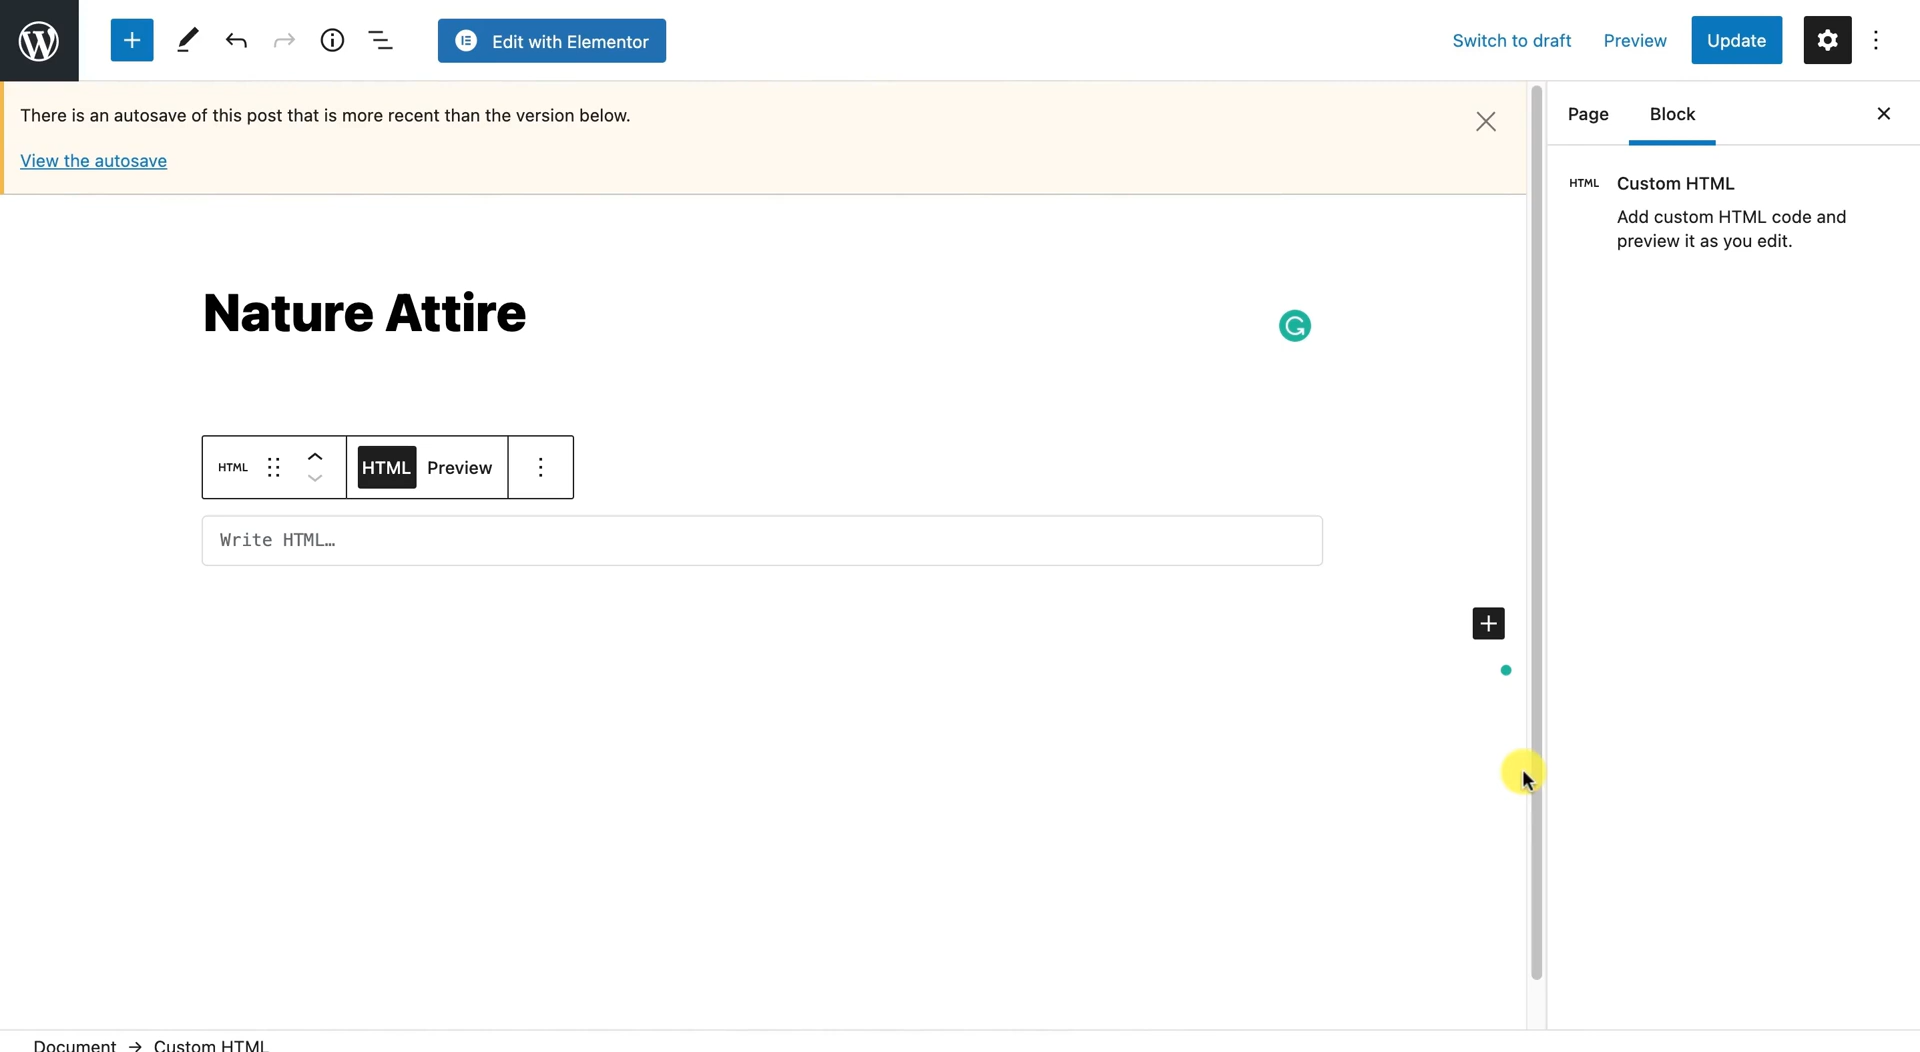 Edit with Elementor
Switch to draft
Preview
Update
There is an autosave of this post that is more recent than the version below.
View the autosave
Page
Block
HTML
Custom HTML
Add custom HTML code and
preview it as you edit.
Nature Attire
HTML
HTML
Preview
Write HTML…
Document → Custom HTML